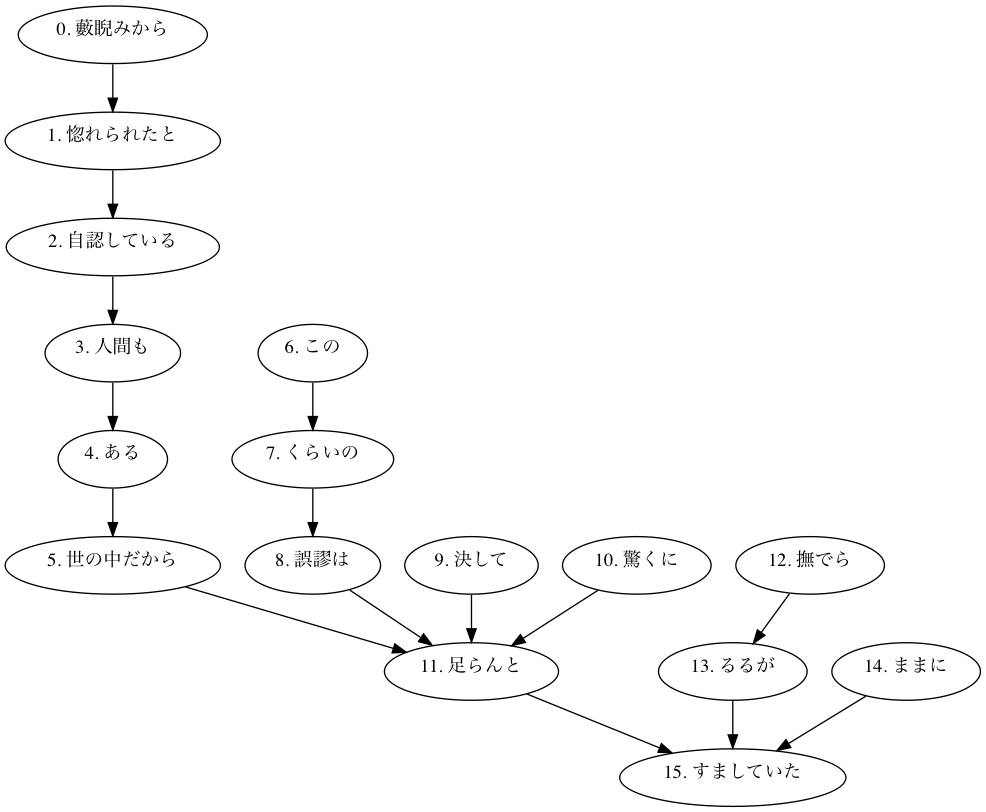 0. 藪睨みから
1. 惚れられたと
2. 自認している
3. 人間も
4. ある
5. 世の中だから
6. この
7. くらいの
8. 誤謬は
9. 決して
10. 驚くに
11. 足らんと
12. 撫でら
13. るるが
14. ままに
15. すましていた